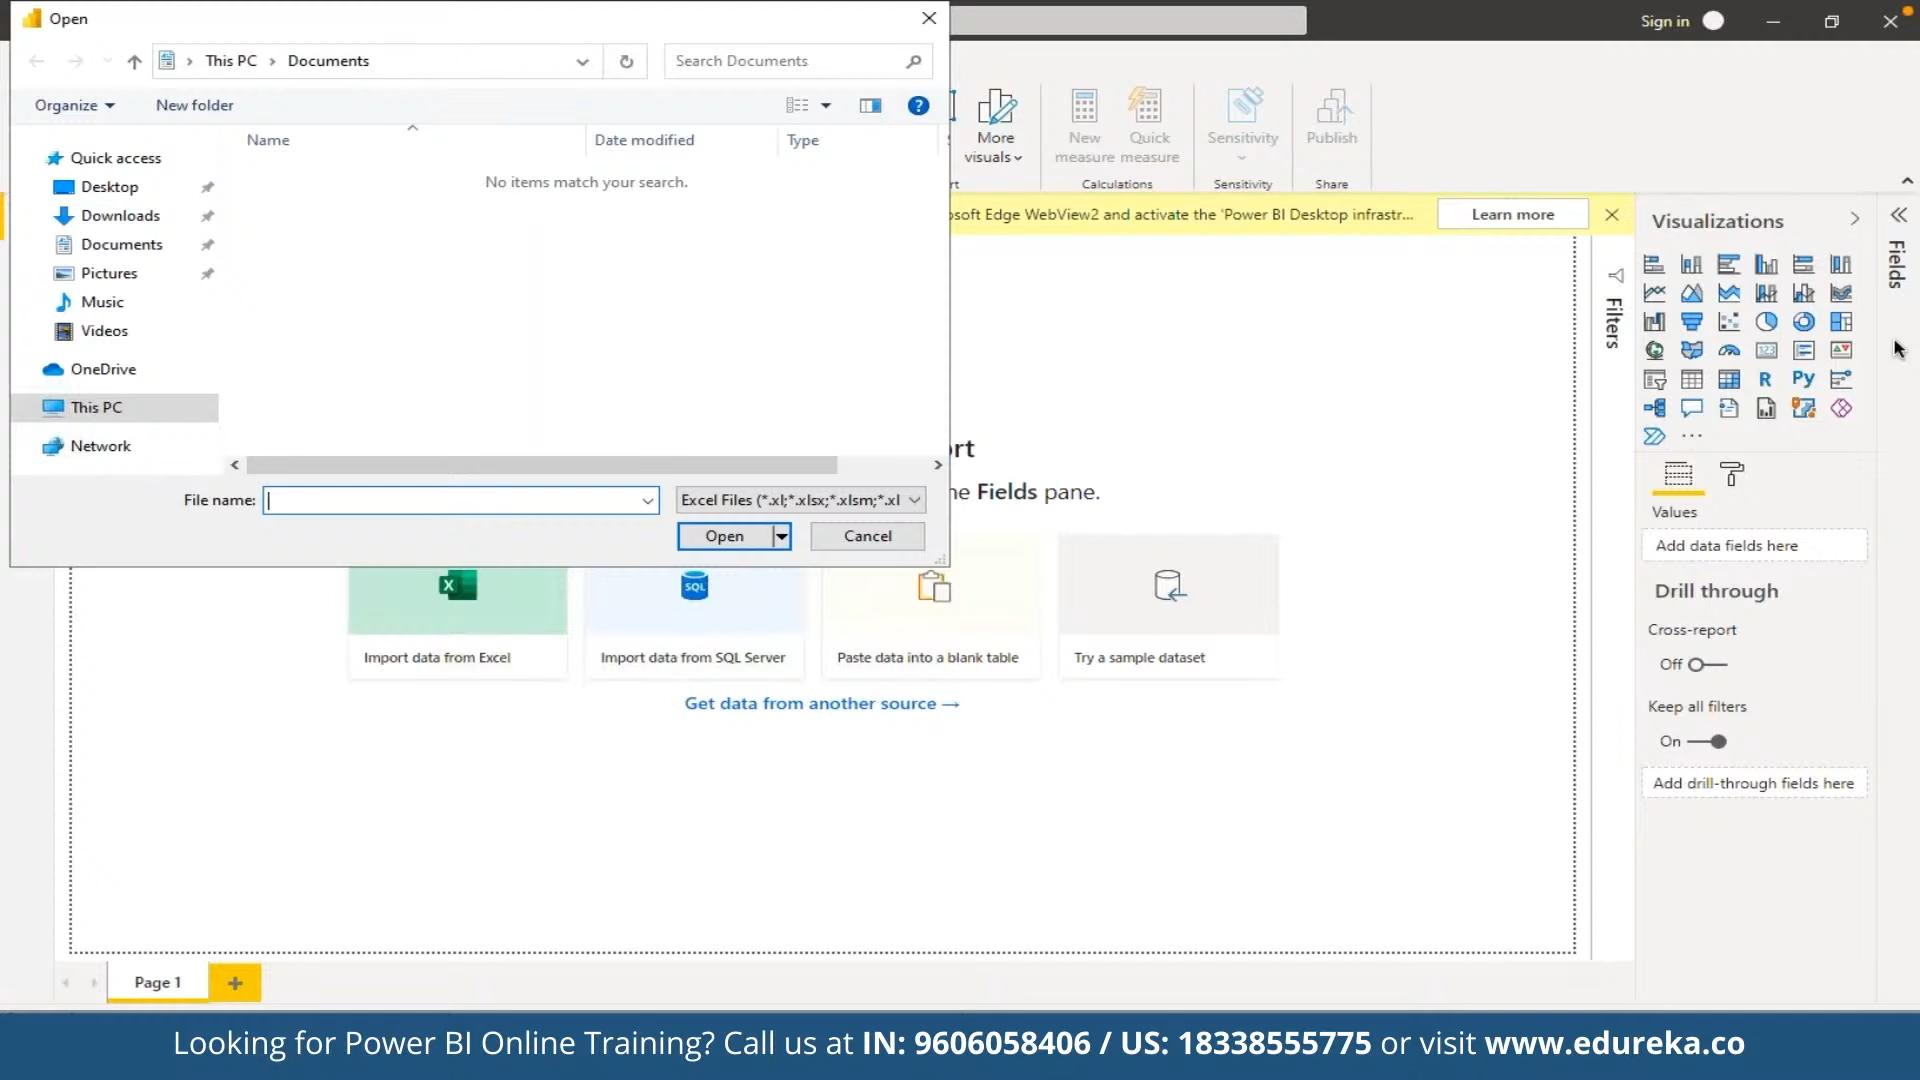 Open
Sign in
This PC
Documents
Search Documents
Organize
New folder
Name
Date modified
Type
Quick access
Desktop
Downloads
Documents
Pictures
Music
Videos
OneDrive
This PC
Network
No items match your search.
File name:
Excel Files (*.xl;*.xlsx;*.xlsm;*.xl
Open
Cancel
More
visuals
New
measure
Quick
measure
Sensitivity
Publish
rt
Calculations
Sensitivity
Share
osoft Edge WebView2 and activate the 'Power BI Desktop infrastr...
Learn more
Visualizations
Fields
Filters
123
R
Py
Values
Add data fields here
Drill through
Cross-report
Off
Keep all filters
On
Add drill-through fields here
ort
he Fields pane.
X
SQL
Import data from Excel
Import data from SQL Server
Paste data into a blank table
Try a sample dataset
Get data from another source →
Page 1
Looking for Power BI Online Training? Call us at IN: 9606058406 / US: 18338555775 or visit www.edureka.co